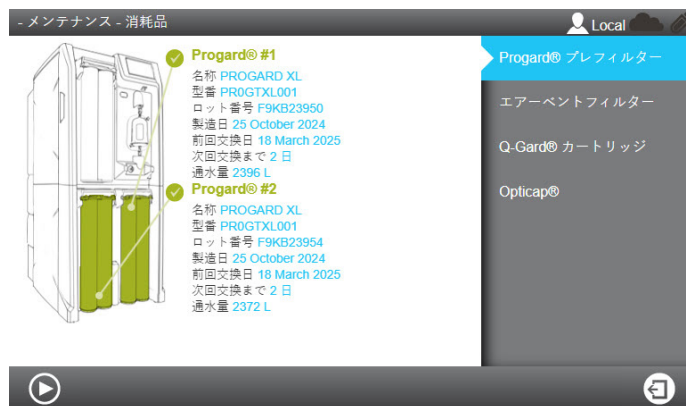 - メンテナンス - 消耗品
Local
Progard® #1
名称 PROGARD XL
型番 PR0GTXL001
ロット番号 F9KB23950
製造日 25 October 2024
前回交換日 18 March 2025
次回交換まで 2 日
通水量 2396 L
Progard® #2
名称 PROGARD XL
型番 PR0GTXL001
ロット番号 F9KB23954
製造日 25 October 2024
前回交換日 18 March 2025
次回交換まで 2 日
通水量 2372 L
Progard® プレフィルター
エアーベントフィルター
Q-Gard® カートリッジ
Opticap®